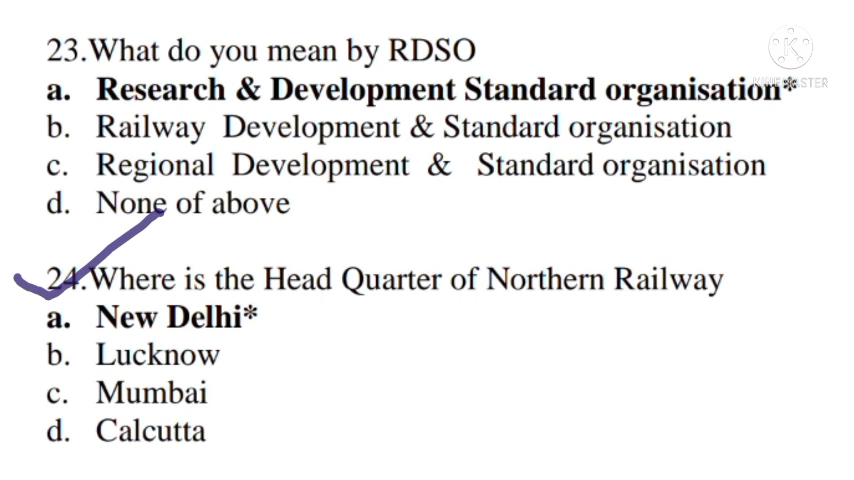 23.What do you mean by RDSO
a. Research & Development Standard organisation*
KINEMASTER
b. Railway Development & Standard organisation
c. Regional Development & Standard organisation
d. None of above
24.Where is the Head Quarter of Northern Railway
a. New Delhi*
b. Lucknow
c. Mumbai
d. Calcutta